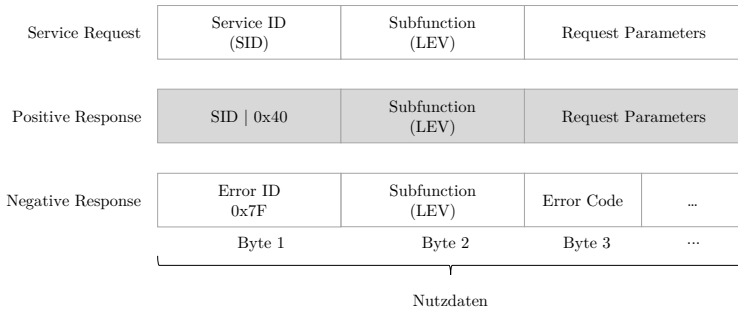 Service Request
Service ID
(SID)
Subfunction
(LEV)
Request Parameters
Positive Response
SID | 0x40
Subfunction
(LEV)
Request Parameters
Negative Response
Error ID
0x7F
Subfunction
(LEV)
Error Code
...
Byte 1
Byte 2
Byte 3
...
Nutzdaten